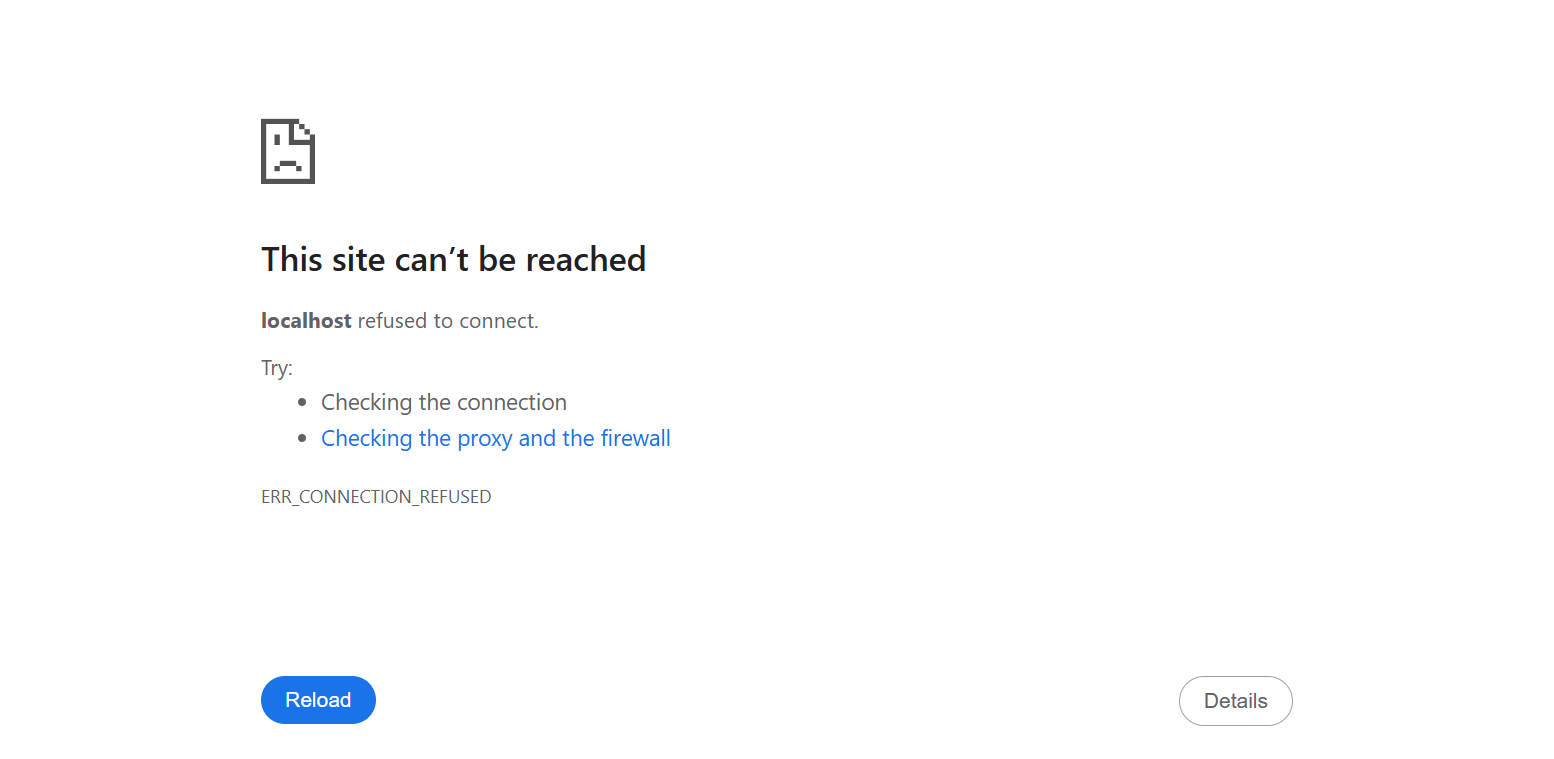 This site can’t be reached
localhost refused to connect.
Try:
Checking the connection
Checking the proxy and the firewall
ERR_CONNECTION_REFUSED
Reload
Details